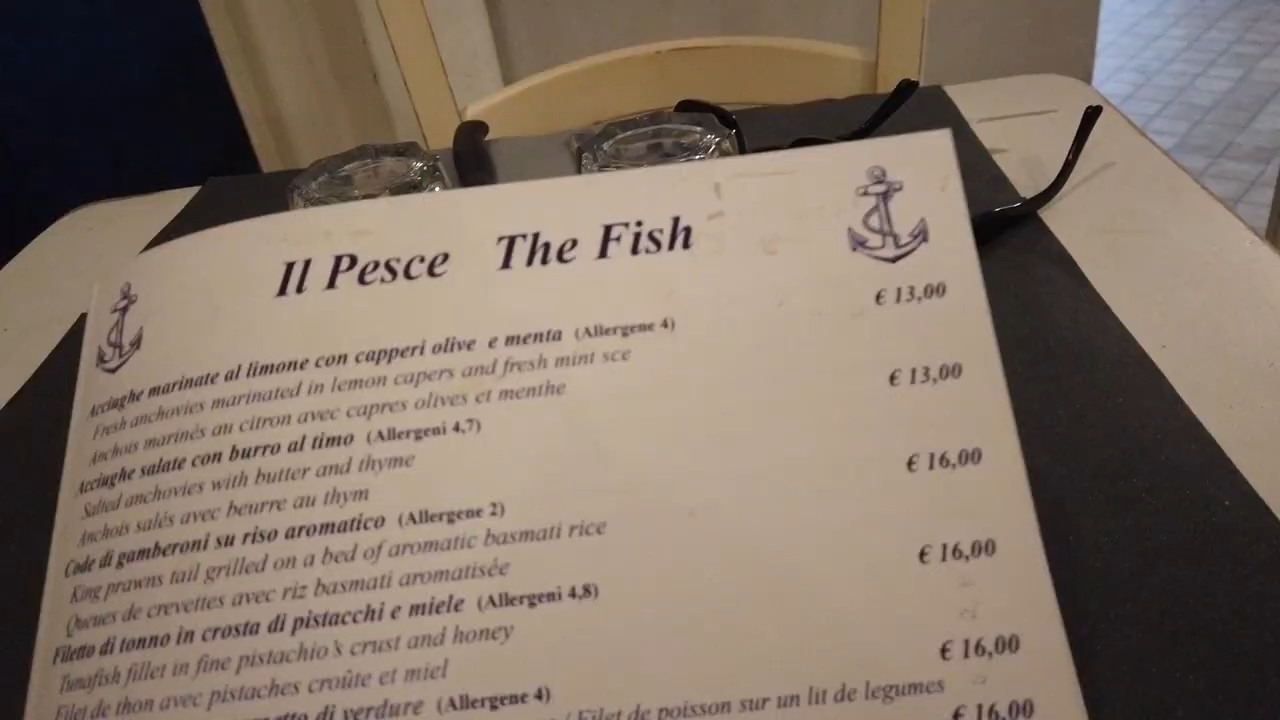 Il Pesce The Fish
€ 13,00
Acciughe marinate al limone con capperi olive e menta (Allergene 4)
Fresh anchovies marinated in lemon capers and fresh mint sce
Anchois marinés au citron avec capres olives et menthe
€ 13,00
Acciughe salate con burro al timo (Allergeni 4,7)
Salted anchovies with butter and thyme
Anchois salés avec beurre au thym
€ 16,00
Code di gamberoni su riso aromatico (Allergene 2)
King prawns tail grilled on a bed of aromatic basmati rice
Queues de crevettes avec riz basmati aromatisée
€ 16,00
Filetto di tonno in crosta di pistacchi e miele (Allergeni 4,8)
Tunafish fillet in fine pistachio's crust and honey
Filet de thon avec pistaches croûte et miel
€ 16,00
di verdure (Allergene 4)
/ Filet de poisson sur un lit de legumes
€ 16,00